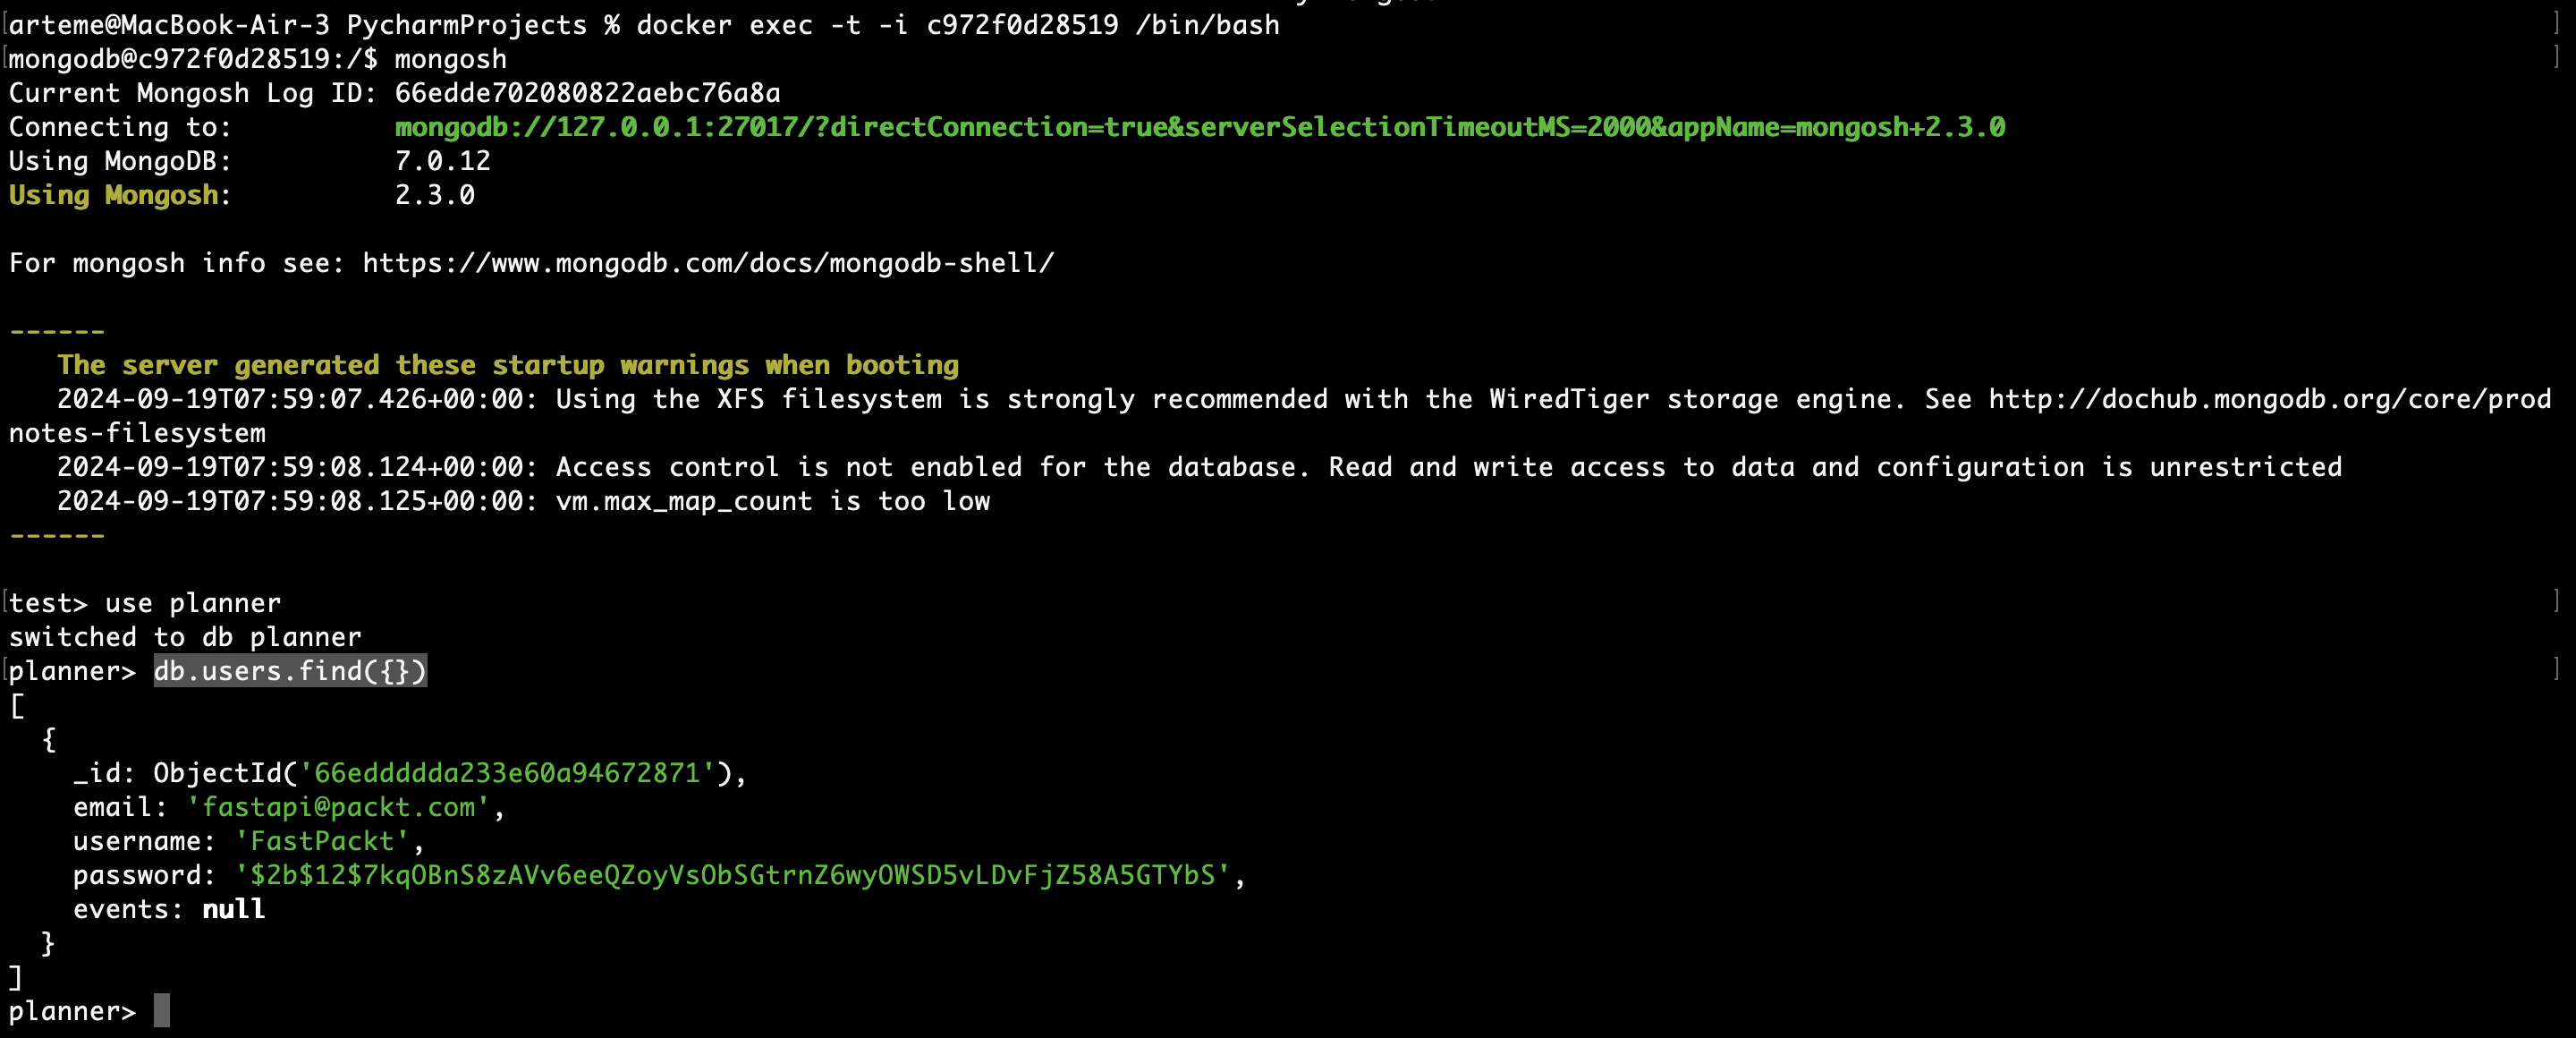 [arteme@MacBook-Air-3 PycharmProjects % docker exec -t -i c972f0d28519 /bin/bash ]
[mongodb@c972f0d28519:/$ mongosh ]
Current Mongosh Log ID: 66edde702080822aebc76a8a
Connecting to: mongodb://127.0.0.1:27017/?directConnection=true&serverSelectionTimeoutMS=2000&appName=mongosh+2.3.0
Using MongoDB: 7.0.12
Using Mongosh: 2.3.0
For mongosh info see: https://www.mongodb.com/docs/mongodb-shell/
------
The server generated these startup warnings when booting
2024-09-19T07:59:07.426+00:00: Using the XFS filesystem is strongly recommended with the WiredTiger storage engine. See http://dochub.mongodb.org/core/prod
notes-filesystem
2024-09-19T07:59:08.124+00:00: Access control is not enabled for the database. Read and write access to data and configuration is unrestricted
2024-09-19T07:59:08.125+00:00: vm.max_map_count is too low
------
[test> use planner ]
switched to db planner
[planner> db.users.find({}) ]
[
{
_id: ObjectId('66eddddda233e60a94672871'),
email: 'fastapi@packt.com',
username: 'FastPackt',
password: '$2b$12$7kqOBnS8zAVv6eeQZoyVsObSGtrnZ6wyOWSD5vLDvFjZ58A5GTYbS',
events: null
}
]
planner>